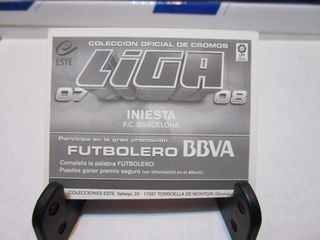 COLECCION OFICIAL DE CROMOS
ESTE
LIGA
LFP
07 08
INIESTA
F.C. BARCELONA
Participa en la gran promoción
FUTBOLERO BBVA
Completa la palabra FUTBOLERO.
Puedes ganar premio seguro (ver información en el álbum)
COLECCIONES ESTE. Vallespir, 20 - 17257 TORROELLA DE MONTGRI (Girona)